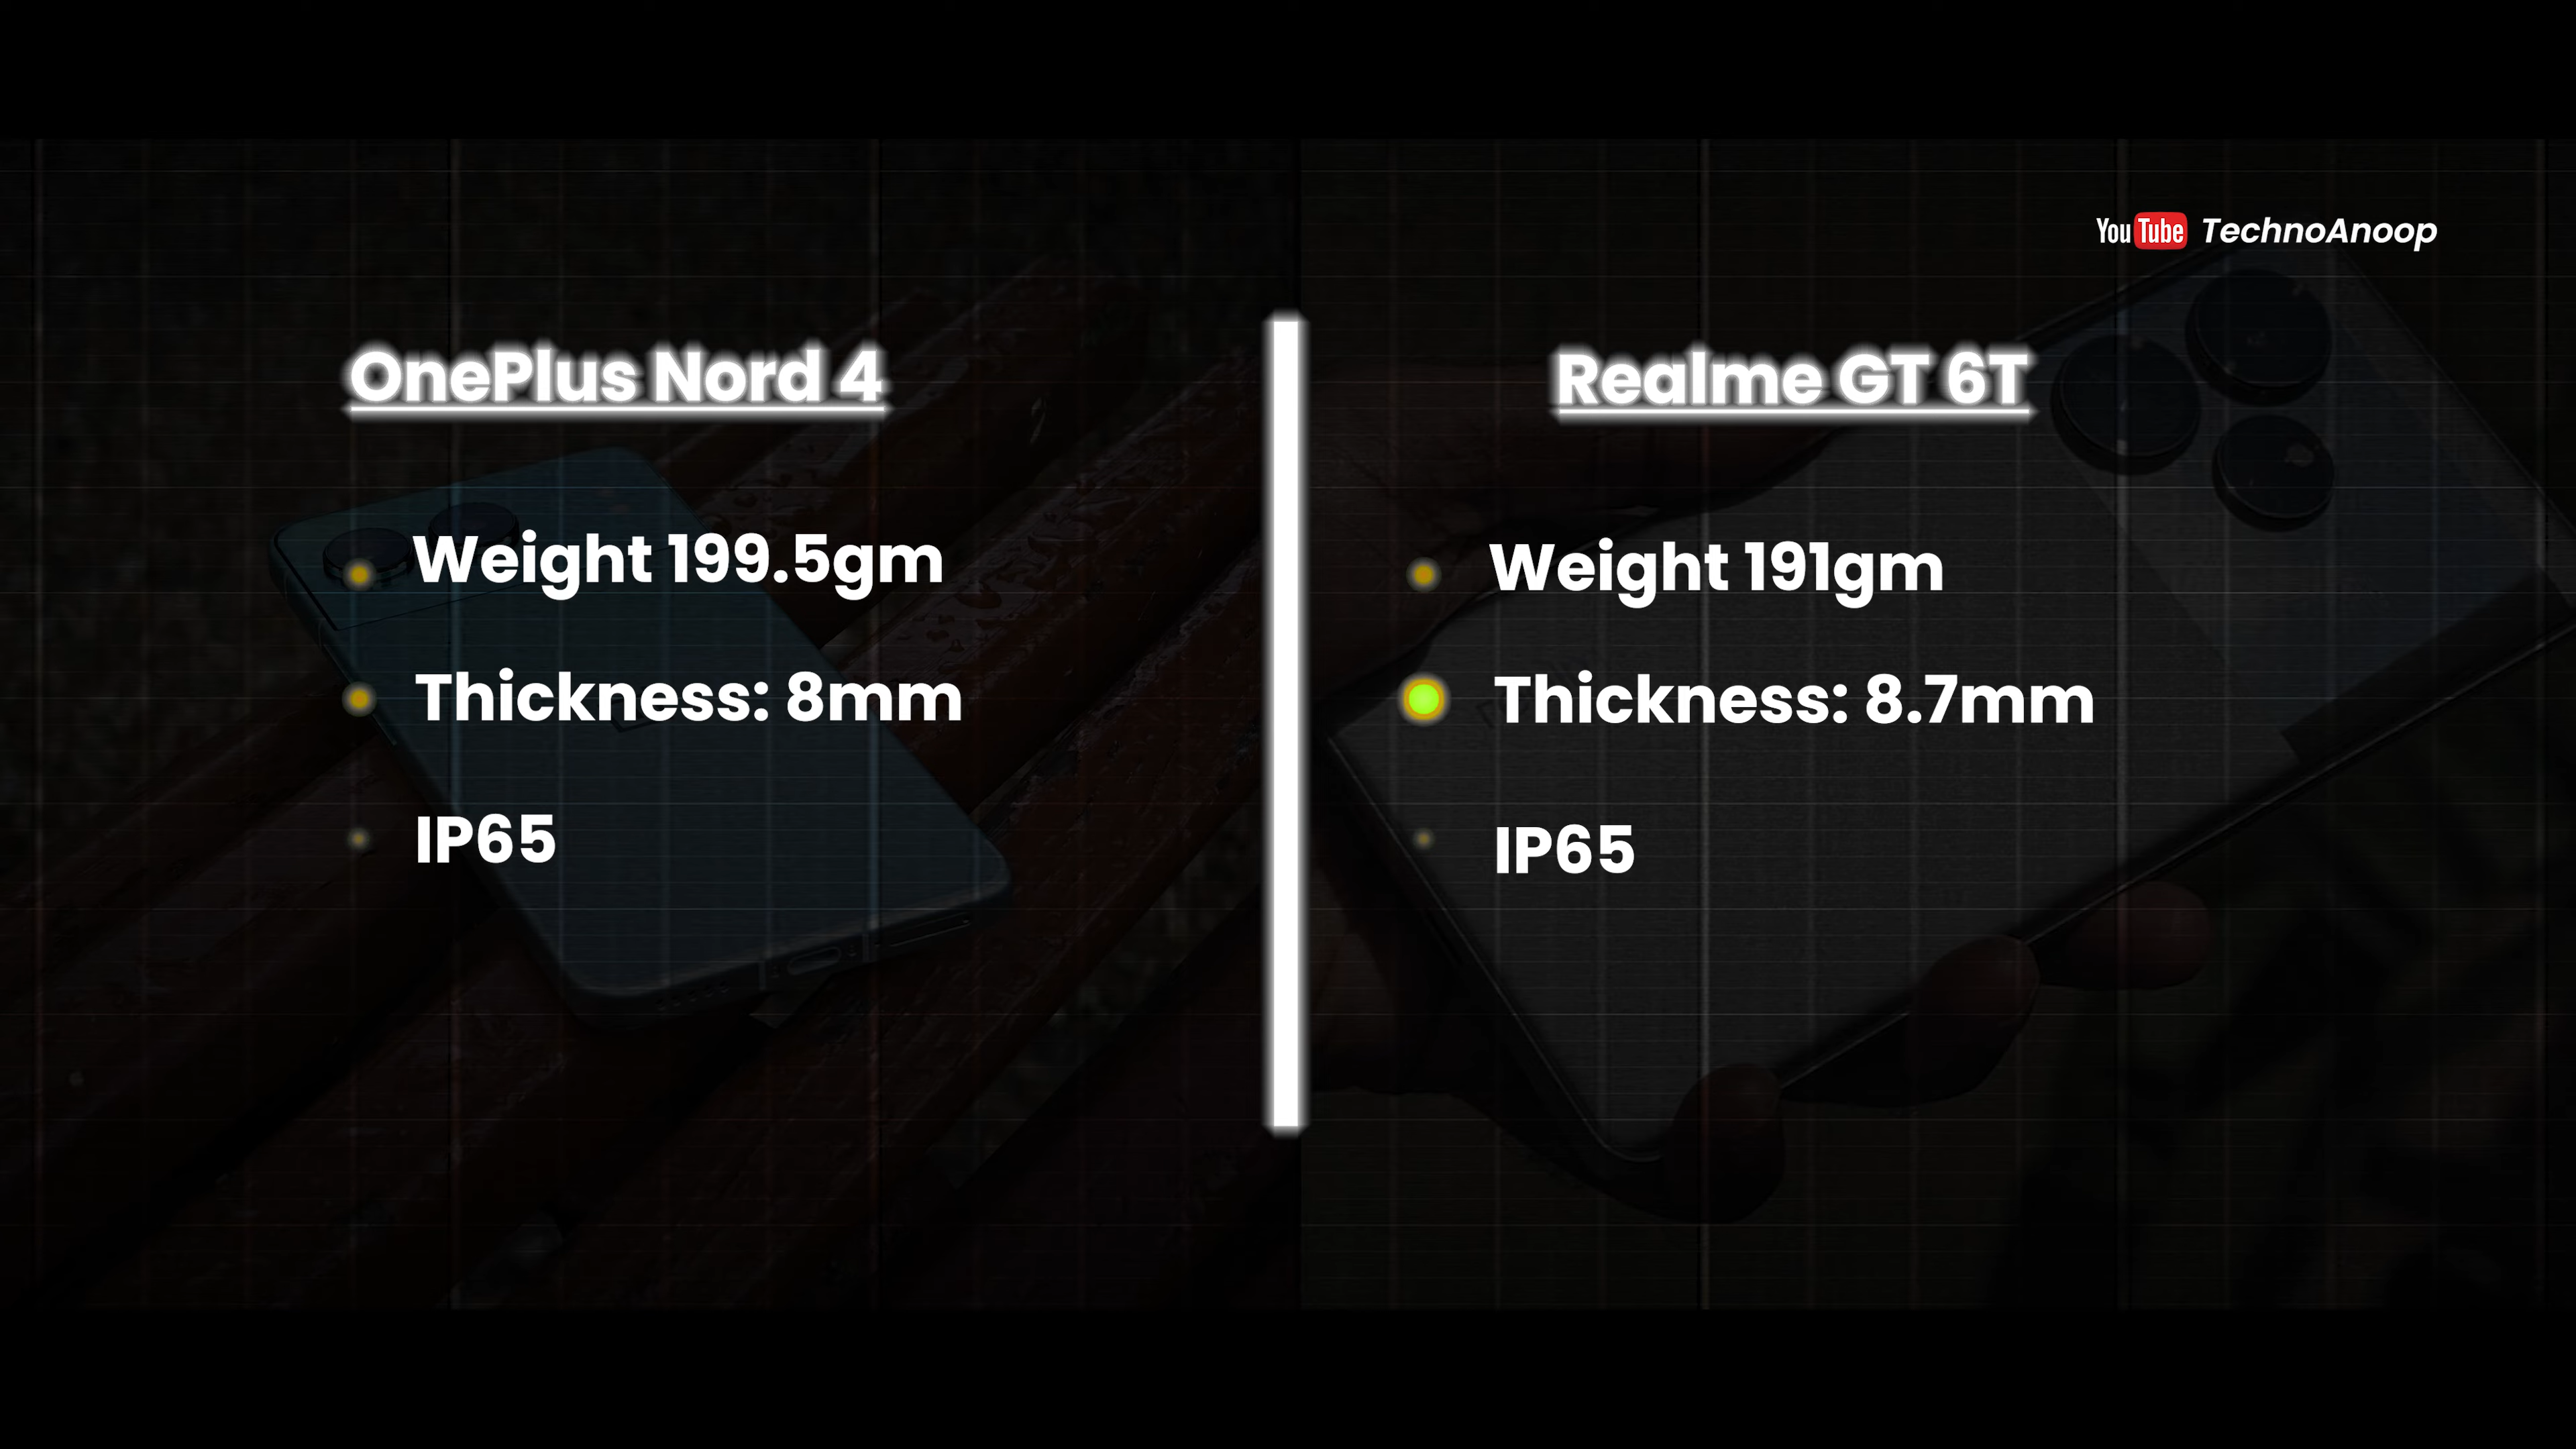 YouTube TechnoAnoop
OnePlus Nord 4
Weight 199.5gm
Thickness: 8mm
IP65
Realme GT 6T
Weight 191gm
Thickness: 8.7mm
IP65